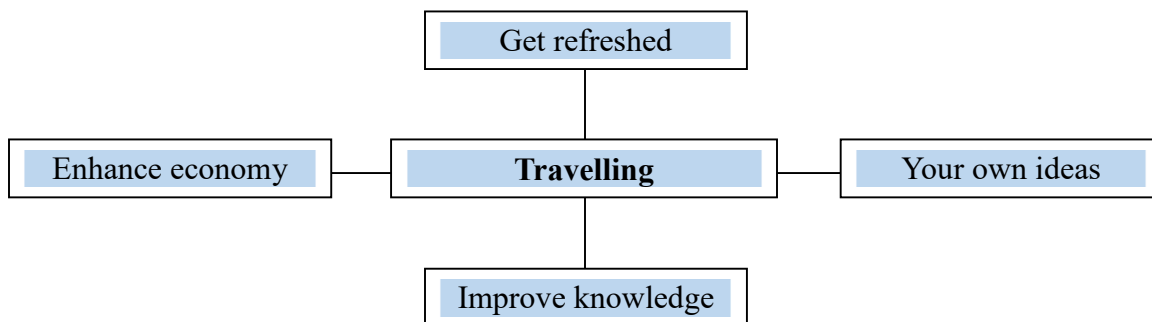 Get refreshed
Enhance economy
Travelling
Your own ideas
Improve knowledge